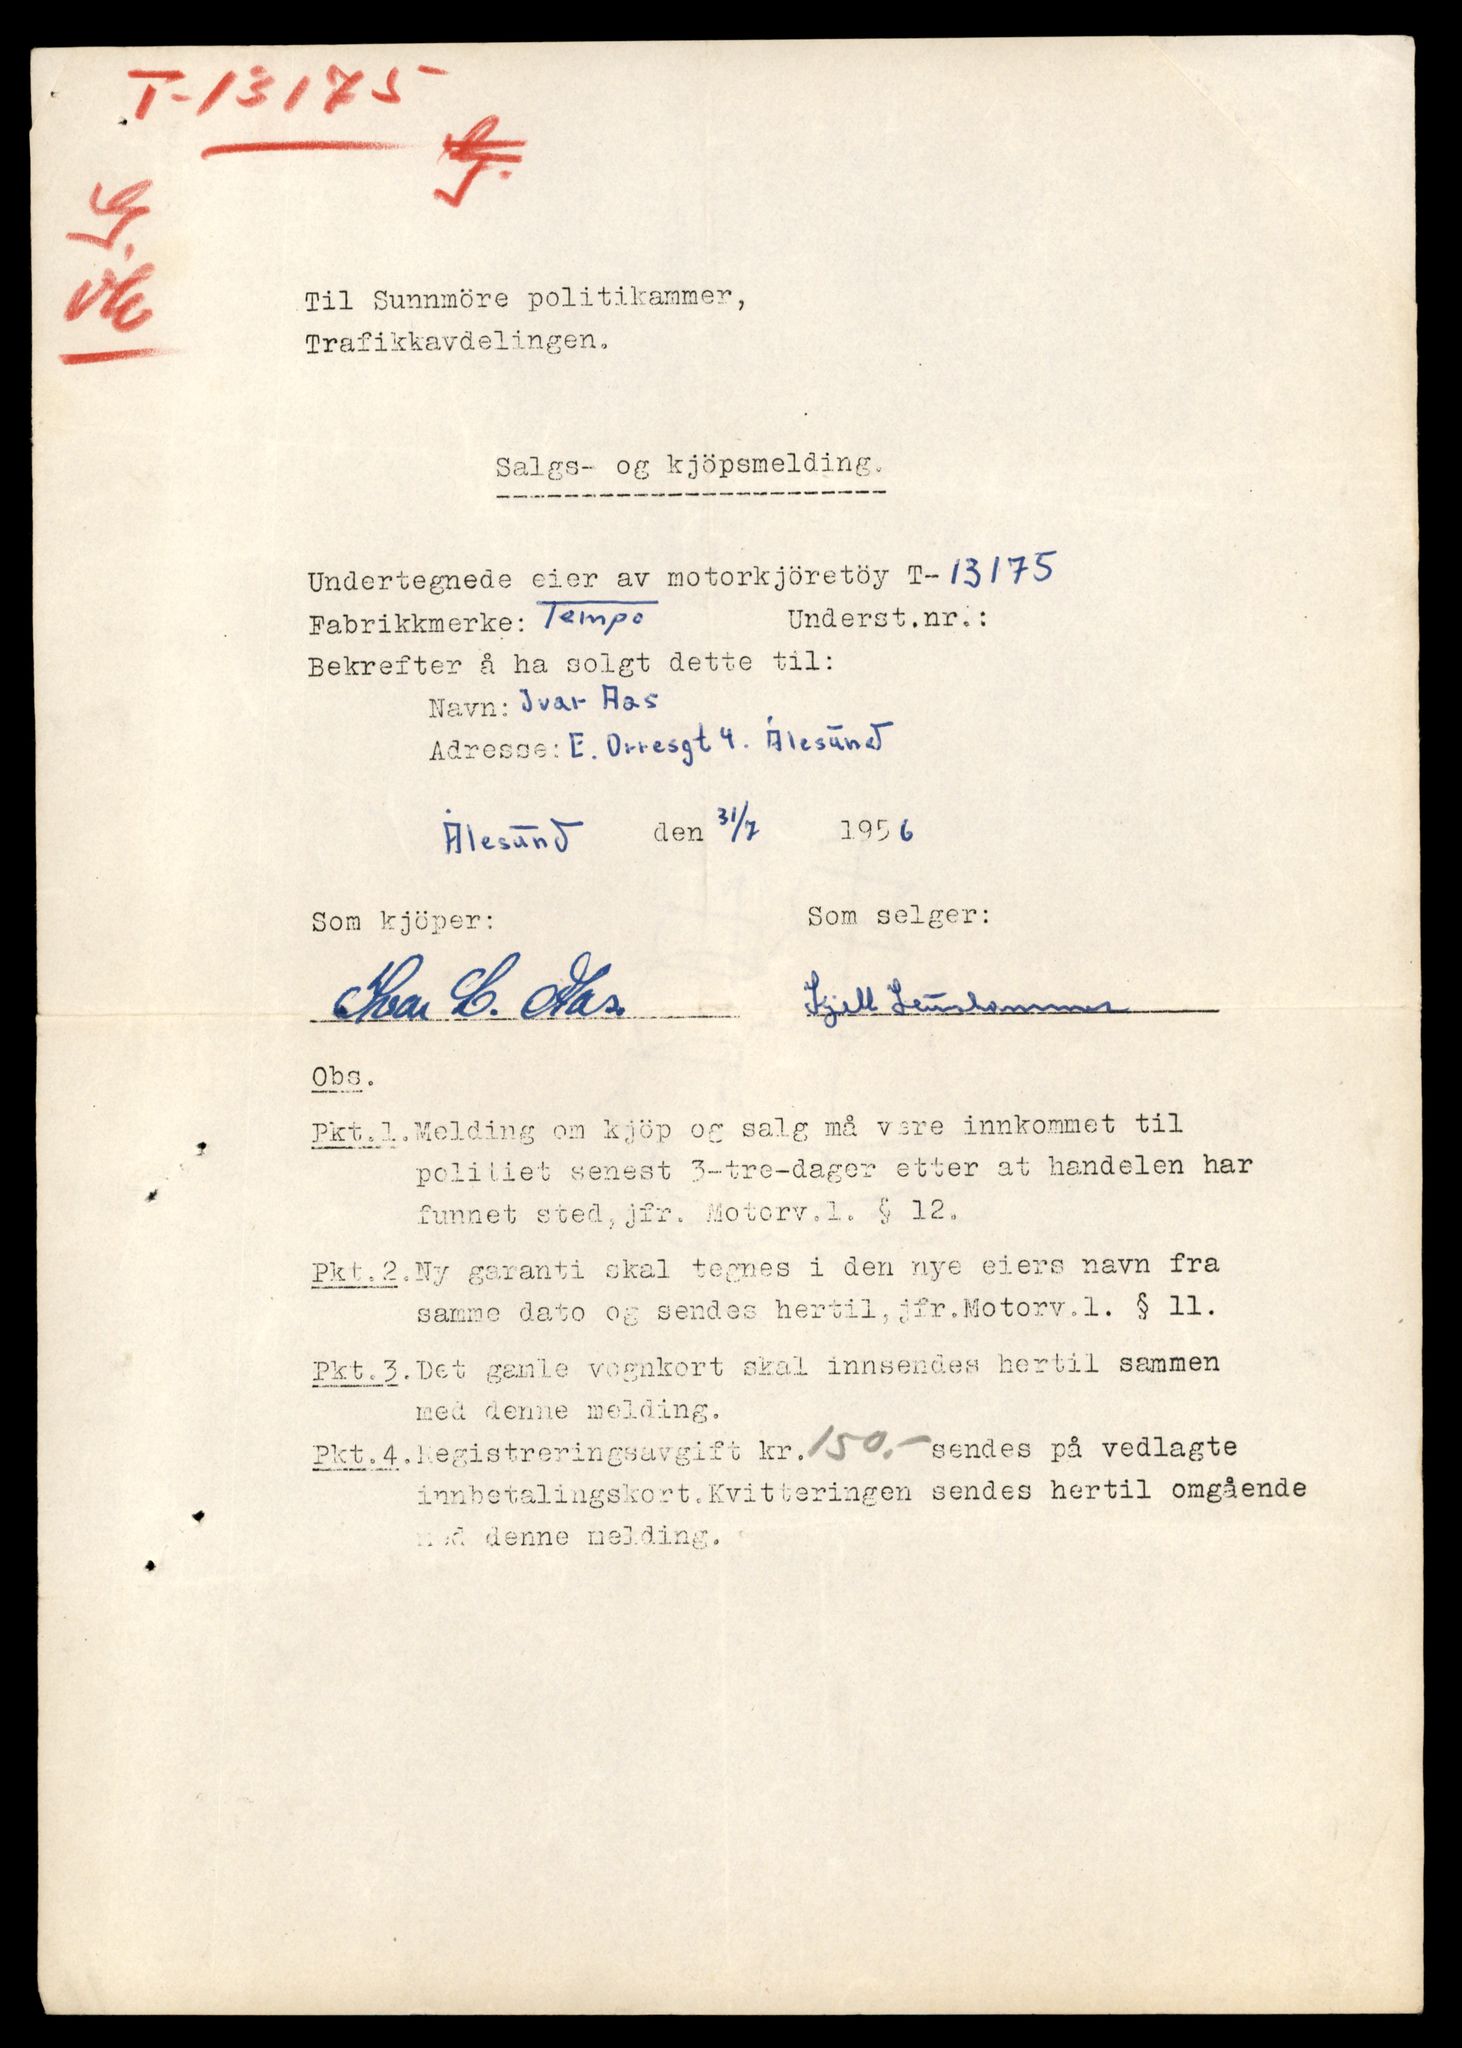 T-13175
Til Sunnmöre politikammer,
Trafikkavdelingen.
Salgs- og kjöpsmelding.
Undertegnede eier av motorkjöretöy T- 13175
Fabrikkmerke: Tempo Underst.nr.:
Bekrefter å ha solgt dette til:
Navn: Ivar Aas
Adresse: E. Orresgt 4. Ålesund
Ålesund den 31/7 1956
Som kjöper: Som selger:
Ivar L. Aas. Kjell
Obs.
Pkt.1. Melding om kjöp og salg må være innkommet til
politiet senest 3-tre-dager etter at handelen har
funnet sted, jfr. Motorv.l. § 12.
Pkt.2. Ny garanti skal tegnes i den nye eiers navn fra
samme dato og sendes hertil, jfr.Motorv.l. § 11.
Pkt.3. Det gamle vognkort skal innsendes hertil sammen
med denne melding.
Pkt.4. Registreringsavgift kr. 150.- sendes på vedlagte
innbetalingskort. Kvitteringen sendes hertil omgående
med denne melding.